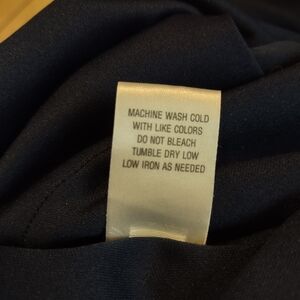 MACHINE WASH COLD
WITH LIKE COLORS
DO NOT BLEACH
TUMBLE DRY LOW
LOW IRON AS NEEDED